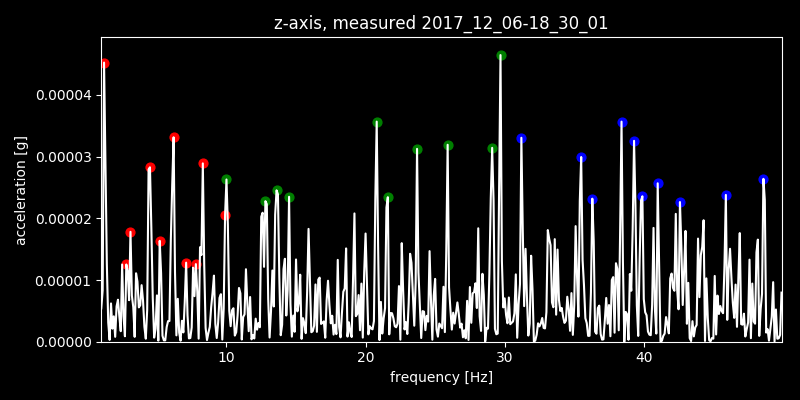 z-axis, measured 2017_12_06-18_30_01
acceleration [g]
0.00004
0.00003
0.00002
0.00001
0.00000
10 20 30 40
frequency [Hz]